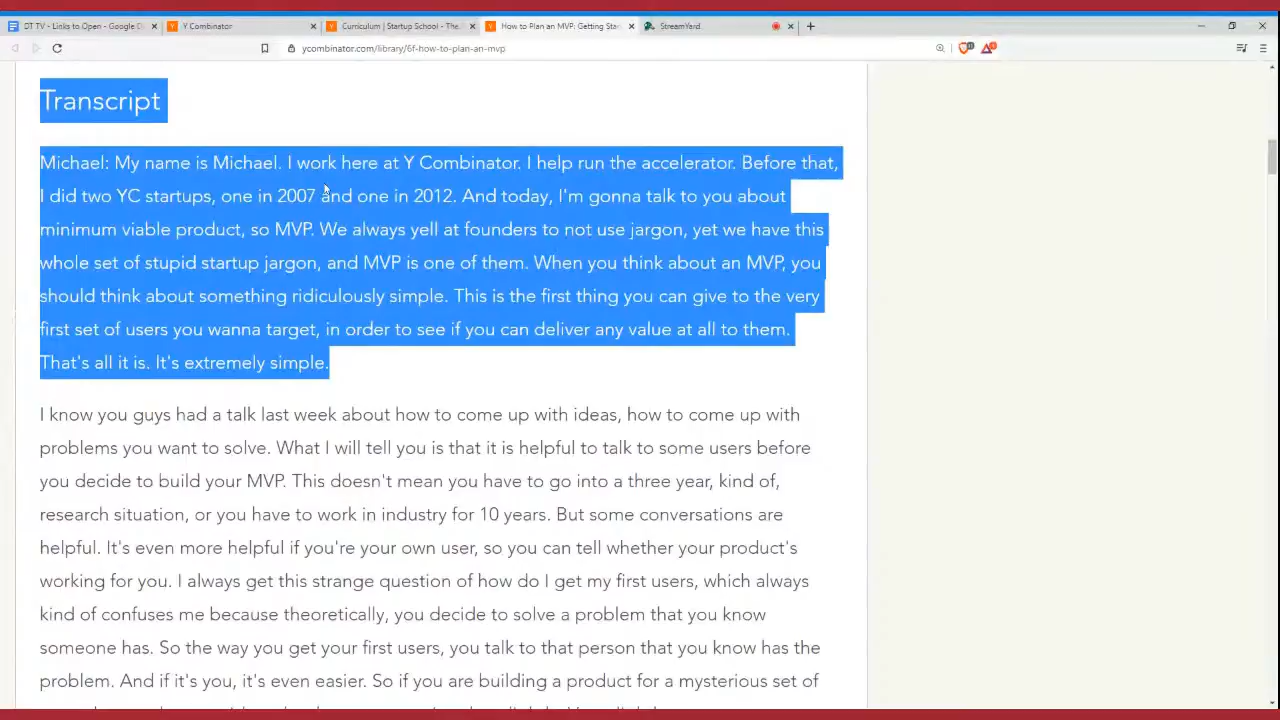 DT TV - Links to Open - Google D
Y Combinator
Curriculum | Startup School - The
How to Plan an MVP: Getting Sta
StreamYard
ycombinator.com/library/6f-how-to-plan-an-mvp
Transcript
Michael: My name is Michael. I work here at Y Combinator. I help run the accelerator. Before that,
I did two YC startups, one in 2007 and one in 2012. And today, I'm gonna talk to you about
minimum viable product, so MVP. We always yell at founders to not use jargon, yet we have this
whole set of stupid startup jargon, and MVP is one of them. When you think about an MVP, you
should think about something ridiculously simple. This is the first thing you can give to the very
first set of users you wanna target, in order to see if you can deliver any value at all to them.
That's all it is. It's extremely simple.
I know you guys had a talk last week about how to come up with ideas, how to come up with
problems you want to solve. What I will tell you is that it is helpful to talk to some users before
you decide to build your MVP. This doesn't mean you have to go into a three year, kind of,
research situation, or you have to work in industry for 10 years. But some conversations are
helpful. It's even more helpful if you're your own user, so you can tell whether your product's
working for you. I always get this strange question of how do I get my first users, which always
kind of confuses me because theoretically, you decide to solve a problem that you know
someone has. So the way you get your first users, you talk to that person that you know has the
problem. And if it's you, it's even easier. So if you are building a product for a mysterious set of